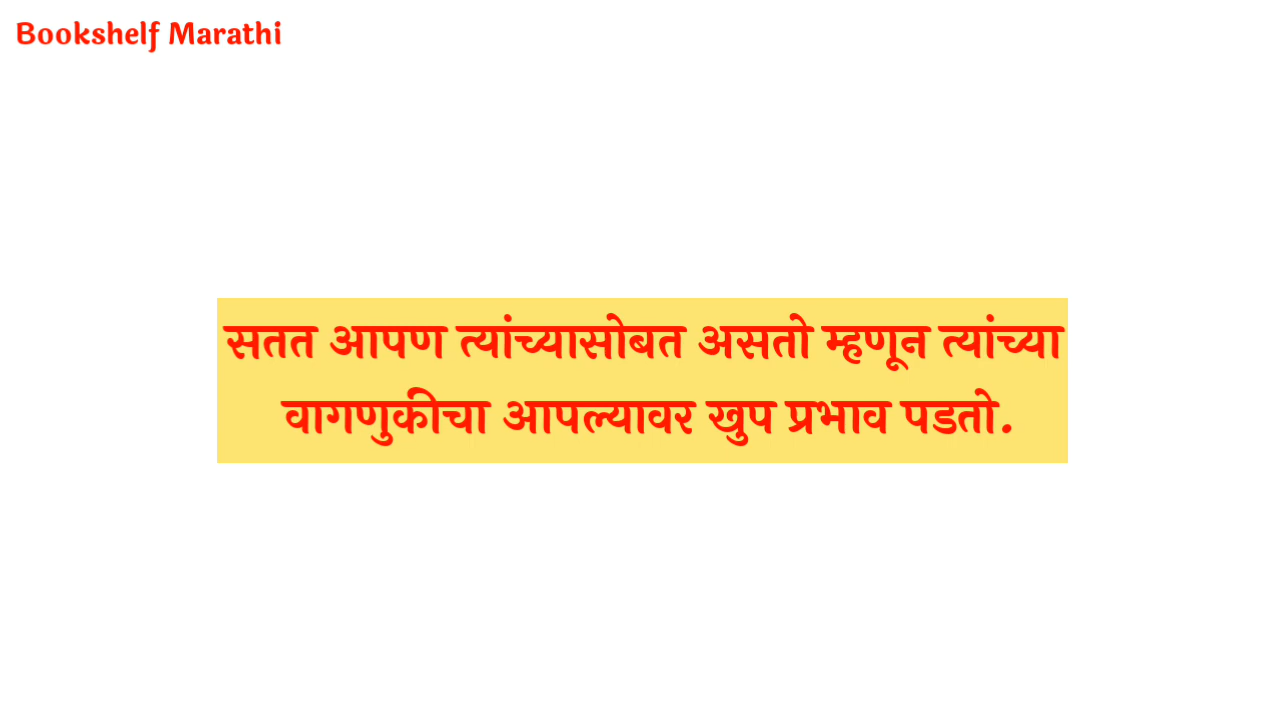 Bookshelf Marathi
सतत आपण त्यांच्यासोबत असतो म्हणून त्यांच्या
वागणुकीचा आपल्यावर खुप प्रभाव पडतो.